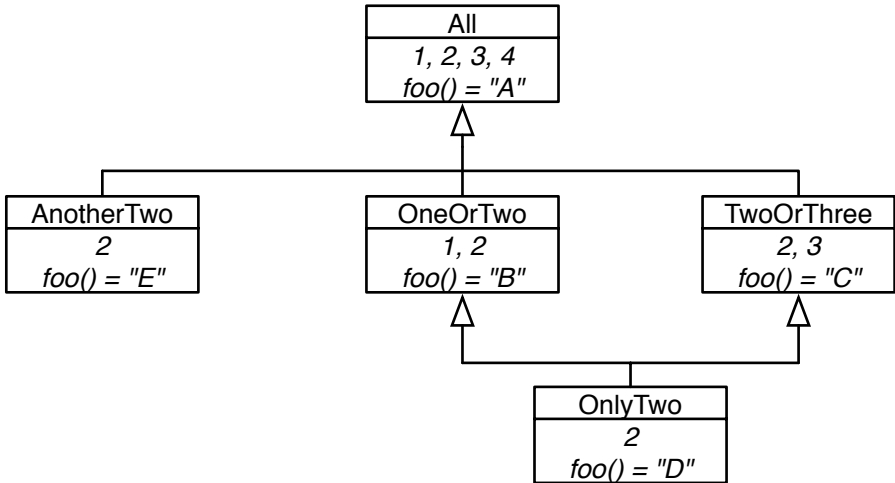 All
1, 2, 3, 4
foo() = "A"
AnotherTwo
2
foo() = "E"
OneOrTwo
1, 2
foo() = "B"
TwoOrThree
2, 3
foo() = "C"
OnlyTwo
2
foo() = "D"